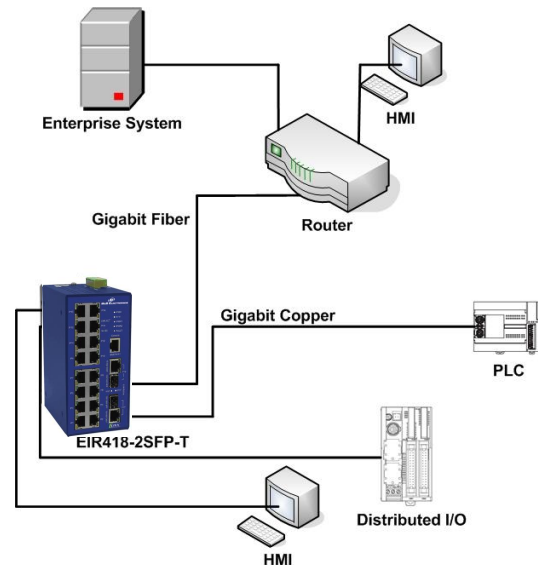 Enterprise System
HMI
Router
Gigabit Fiber
Gigabit Copper
PLC
EIR418-2SFP-T
Distributed I/O
HMI